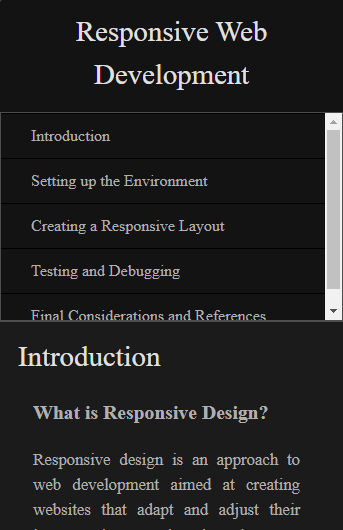 Responsive Web
Development
Introduction
Setting up the Environment
Creating a Responsive Layout
Testing and Debugging
Final Considerations and References
Introduction
What is Responsive Design?
Responsive design is an approach to
web development aimed at creating
websites that adapt and adjust their